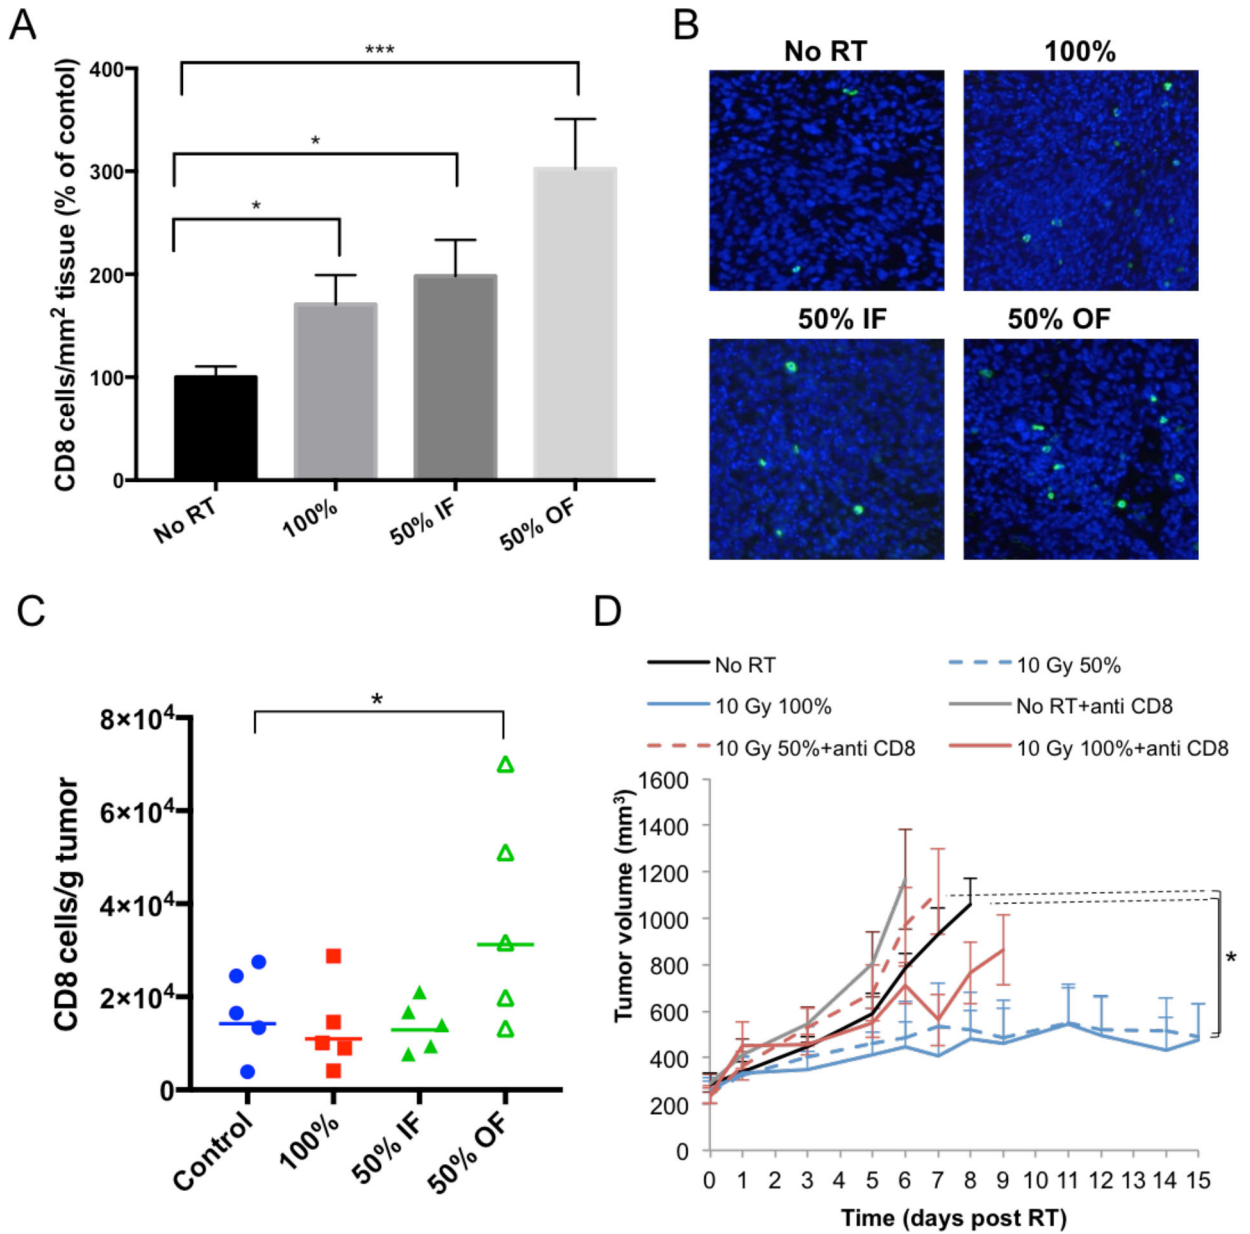 A
CD8 cells/mm² tissue (% of contol)
400
300
200
100
0
***
*
*
No RT
100%
50% IF
50% OF
B
No RT
100%
50% IF
50% OF
C
CD8 cells/g tumor
8×10⁴
6×10⁴
4×10⁴
2×10⁴
0
*
Control
100%
50% IF
50% OF
D
No RT
10 Gy 50%
10 Gy 100%
No RT+anti CD8
10 Gy 50%+anti CD8
10 Gy 100%+anti CD8
Tumor volume (mm³)
1600
1400
1200
1000
800
600
400
200
0
*
0 1 2 3 4 5 6 7 8 9 10 11 12 13 14 15
Time (days post RT)